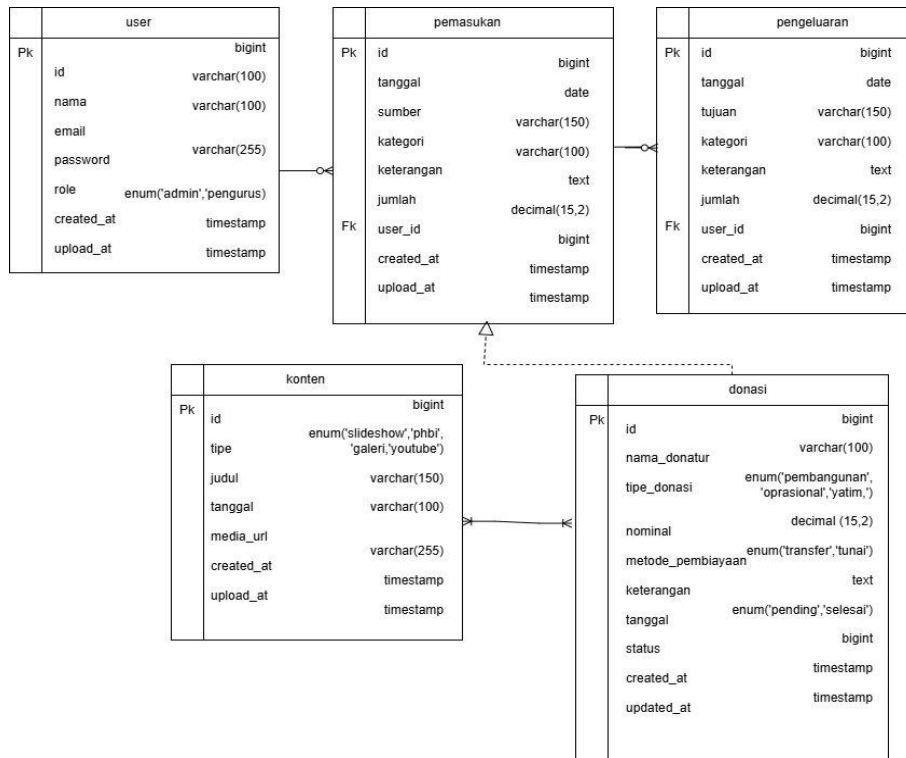 user
Pk
bigint
id
varchar(100)
nama
varchar(100)
email
varchar(255)
password
role
enum('admin','pengurus)
created_at
timestamp
upload_at
timestamp
pemasukan
Pk
id
bigint
tanggal
date
sumber
varchar(150)
kategori
varchar(100)
keterangan
text
jumlah
decimal(15,2)
Fk
user_id
bigint
created_at
timestamp
upload_at
timestamp
pengeluaran
Pk
id
bigint
tanggal
date
tujuan
varchar(150)
kategori
varchar(100)
keterangan
text
jumlah
decimal(15,2)
Fk
user_id
bigint
created_at
timestamp
upload_at
timestamp
konten
Pk
bigint
id
enum('slideshow','phbi',
tipe
'galeri,'youtube')
judul
varchar(150)
tanggal
varchar(100)
media_url
varchar(255)
created_at
timestamp
upload_at
timestamp
donasi
Pk
bigint
id
varchar(100)
nama_donatur
enum('pembangunan',
tipe_donasi
'oprasional','yatim,')
decimal (15,2)
nominal
enum('transfer','tunai')
metode_pembiayaan
text
keterangan
enum('pending','selesai')
tanggal
bigint
status
timestamp
created_at
timestamp
updated_at